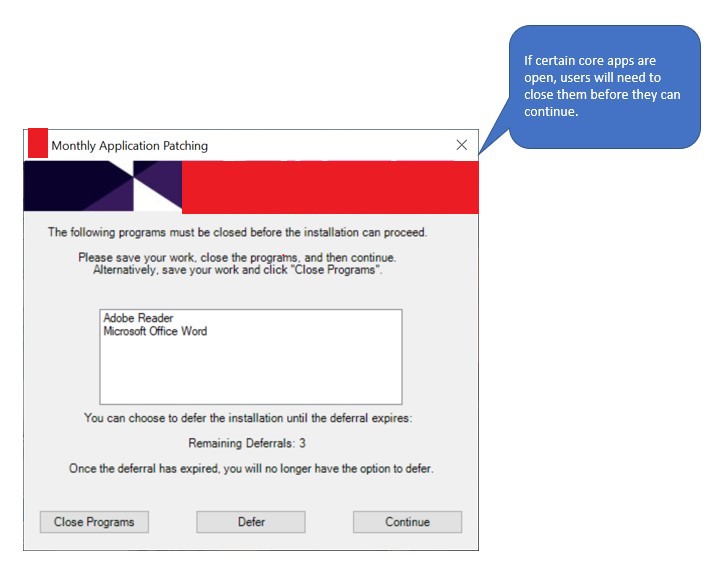 If certain core apps are
open, users will need to
close them before they can
continue.
Monthly Application Patching
The following programs must be closed before the installation can proceed.
Please save your work, close the programs, and then continue.
Alternatively, save your work and click "Close Programs".
Adobe Reader
Microsoft Office Word
You can choose to defer the installation until the deferral expires:
Remaining Deferrals: 3
Once the deferral has expired, you will no longer have the option to defer.
Close Programs
Defer
Continue